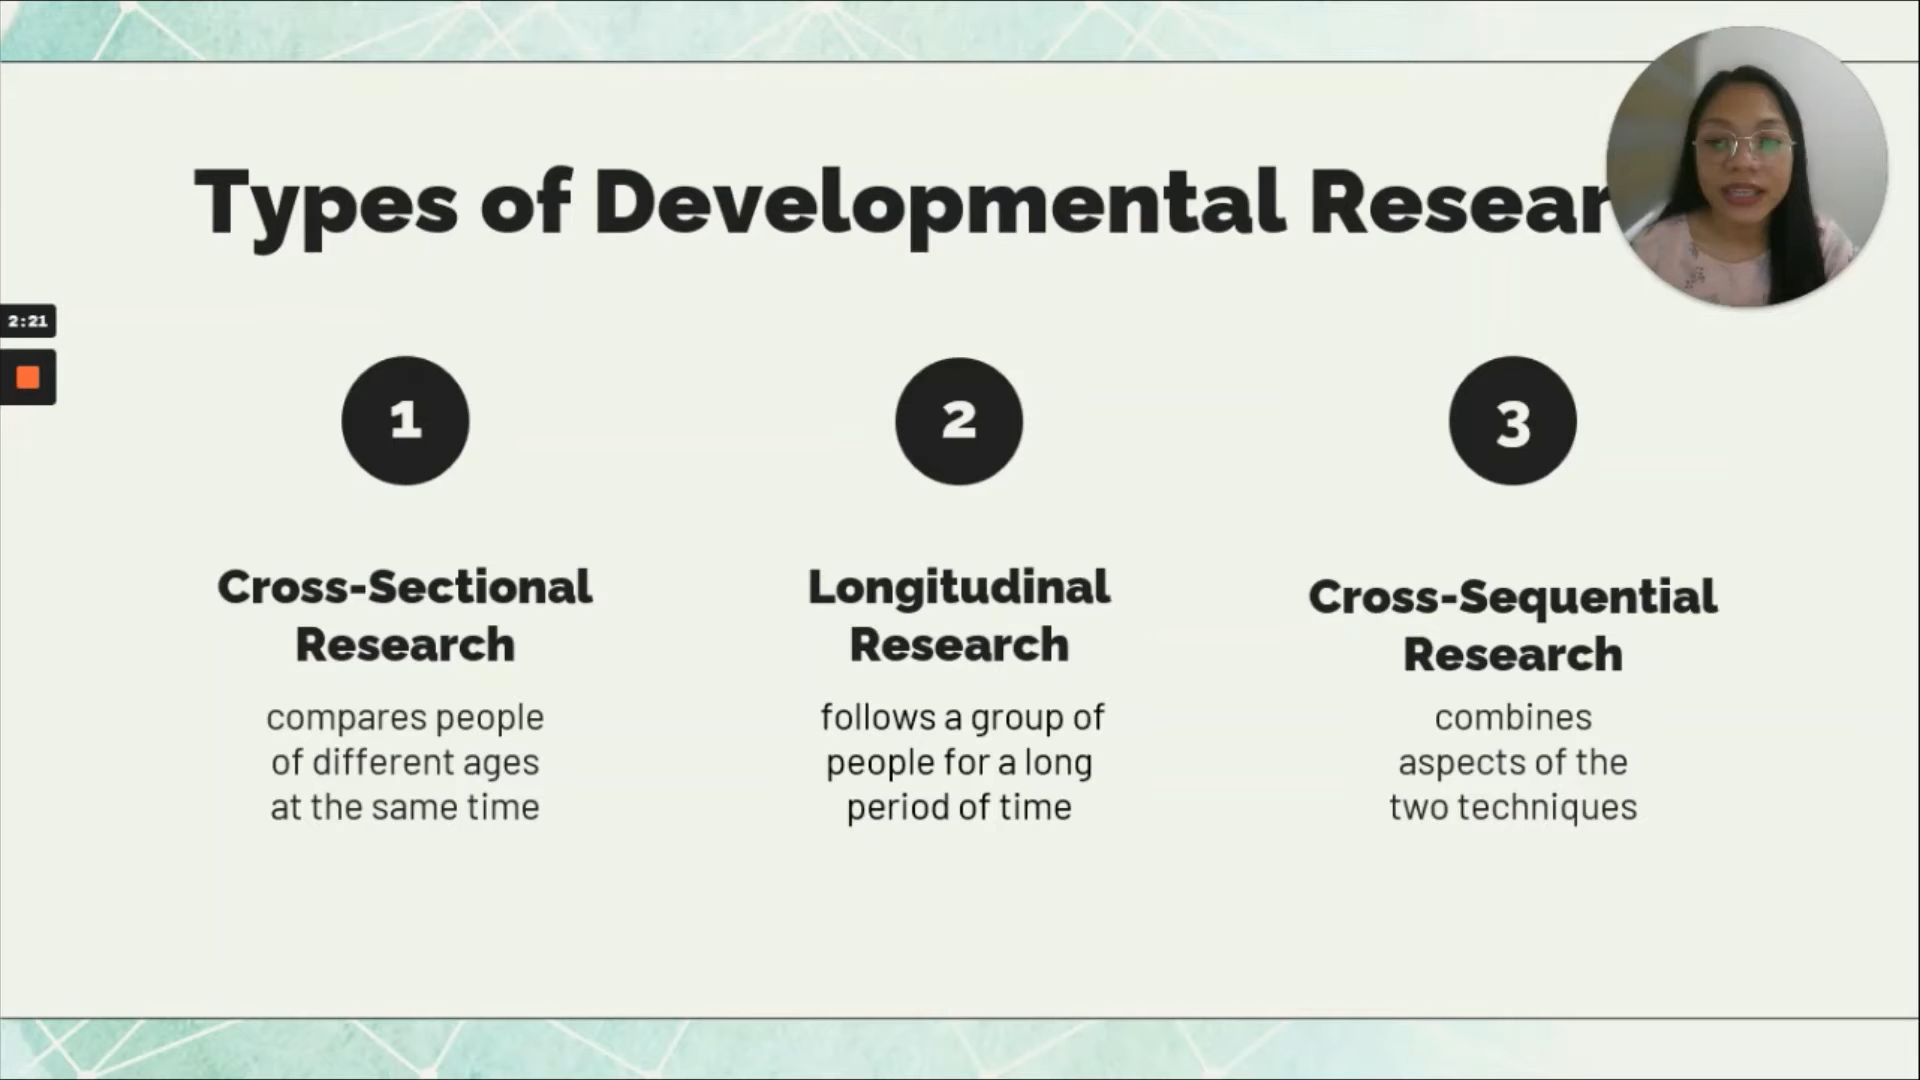 Types of Developmental Resear
2:21
1
2
3
Cross-Sectional
Research
compares people
of different ages
at the same time
Longitudinal
Research
follows a group of
people for a long
period of time
Cross-Sequential
Research
combines
aspects of the
two techniques